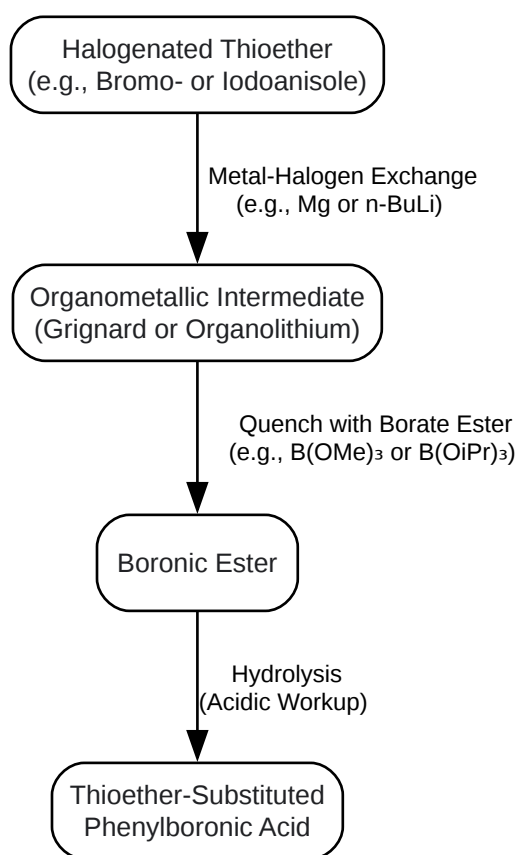 Halogenated Thioether
(e.g., Bromo- or Iodoanisole)
Metal-Halogen Exchange
(e.g., Mg or n-BuLi)
Organometallic Intermediate
(Grignard or Organolithium)
Quench with Borate Ester
(e.g., B(OMe)₃ or B(OiPr)₃)
Boronic Ester
Hydrolysis
(Acidic Workup)
Thioether-Substituted
Phenylboronic Acid